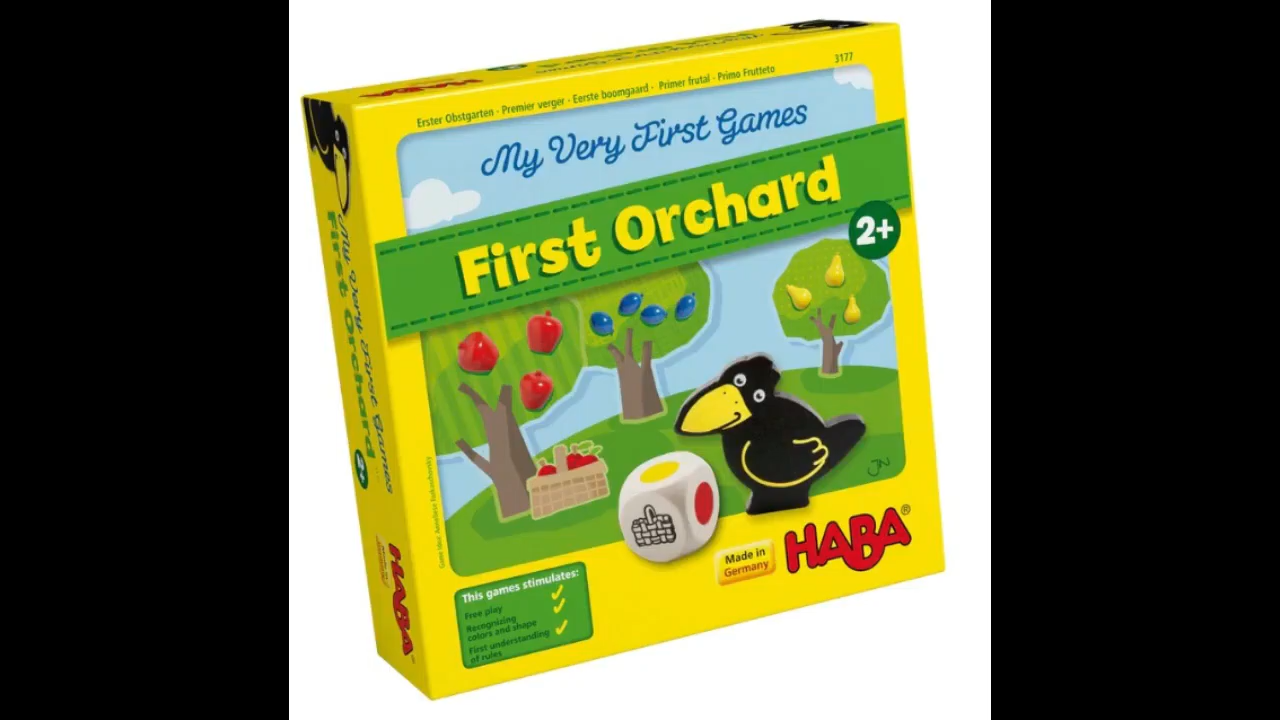 Erster Obstgarten - Premier verger - Eerste boomgaard - Primer frutal - Primo Frutteto
3177
My Very First Games
First Orchard
2+
JN
Made in
Germany
HABA®
This games stimulates:
Free play
Recognizing
colors and shape
First understanding
of rules
My Very First Games
First Orchard
2+
HABA
HABA